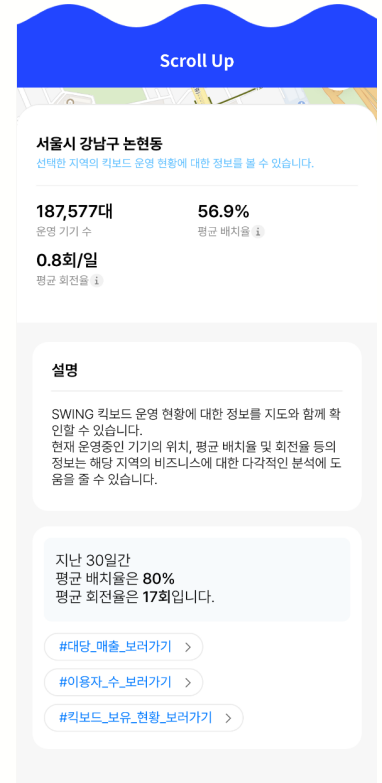 Scroll Up
서울시 강남구 논현동
선택한 지역의 킥보드 운영 현황에 대한 정보를 볼 수 있습니다.
187,577대
56.9%
운영 기기 수
평균 배치율 i
0.8회/일
평균 회전율 i
설명
SWING 킥보드 운영 현황에 대한 정보를 지도와 함께 확
인할 수 있습니다.
현재 운영중인 기기의 위치, 평균 배치율 및 회전율 등의
정보는 해당 지역의 비즈니스에 대한 다각적인 분석에 도
움을 줄 수 있습니다.
지난 30일간
평균 배치율은 80%
평균 회전율은 17회입니다.
#대당_매출_보러가기 >
#이용자_수_보러가기 >
#킥보드_보유_현황_보러가기 >